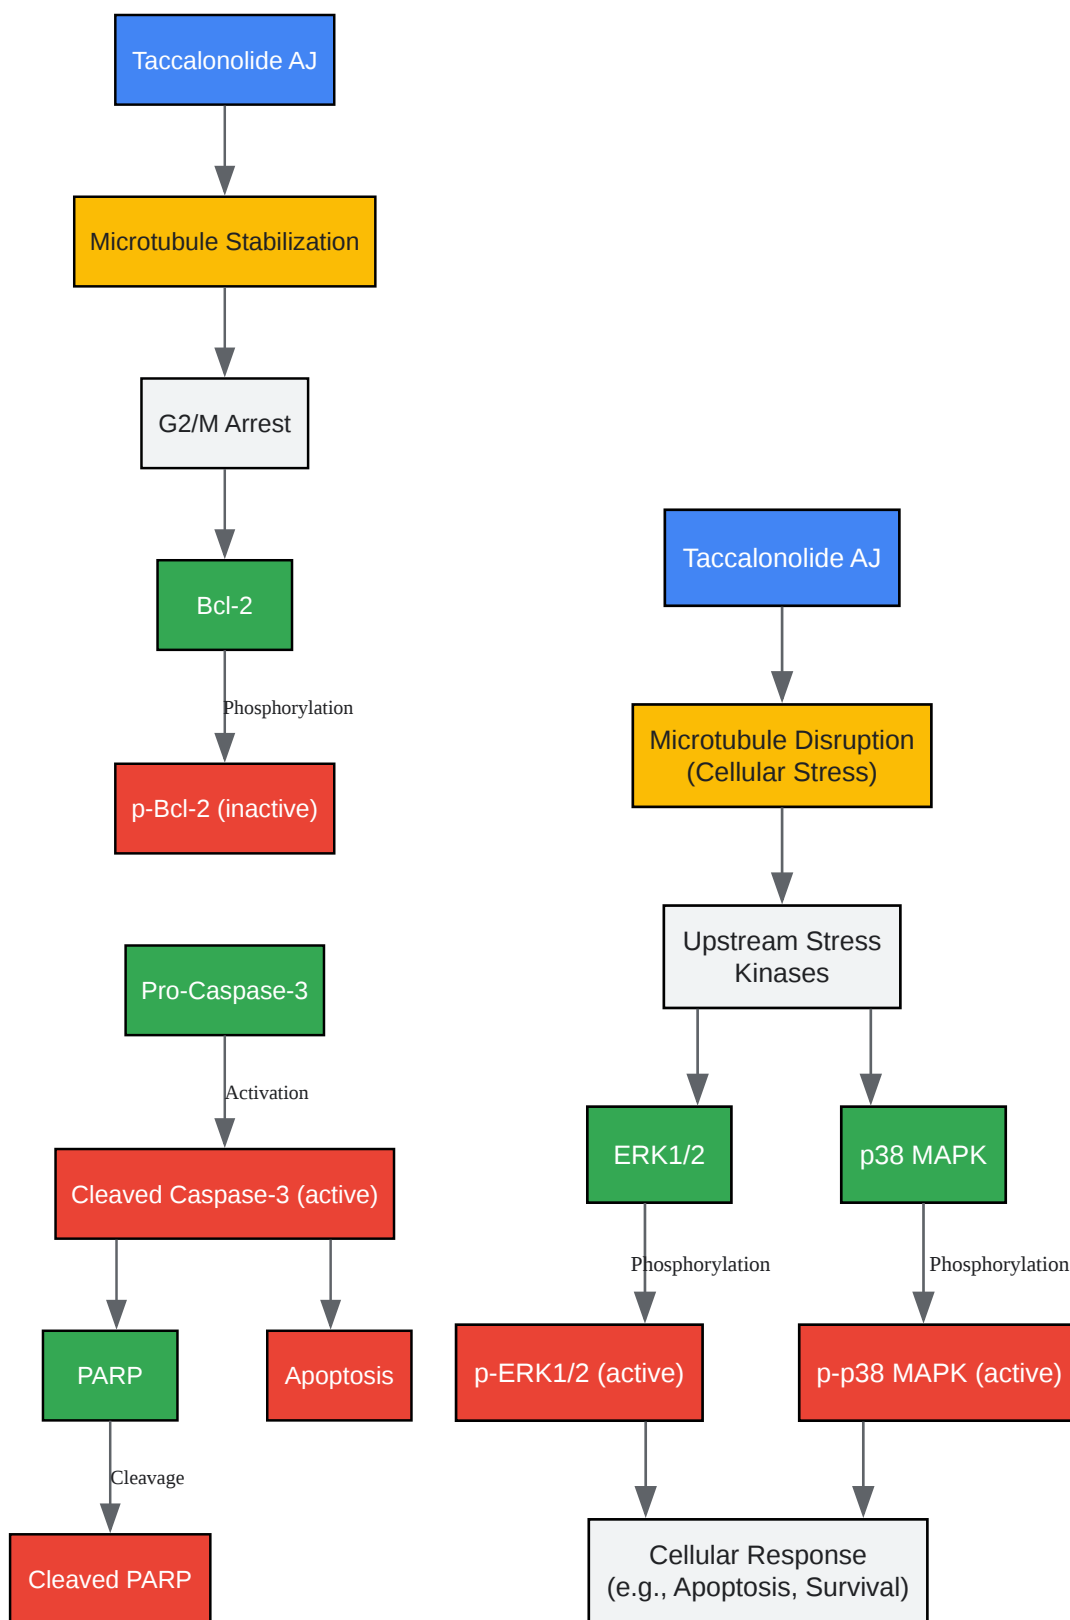 Taccalonolide AJ
Microtubule Stabilization
G2/M Arrest
Bcl-2
Phosphorylation
p-Bcl-2 (inactive)
Pro-Caspase-3
Activation
Cleaved Caspase-3 (active)
PARP
Apoptosis
Cleavage
Cleaved PARP
Taccalonolide AJ
Microtubule Disruption
(Cellular Stress)
Upstream Stress
Kinases
ERK1/2
p38 MAPK
Phosphorylation
Phosphorylation
p-ERK1/2 (active)
p-p38 MAPK (active)
Cellular Response
(e.g., Apoptosis, Survival)